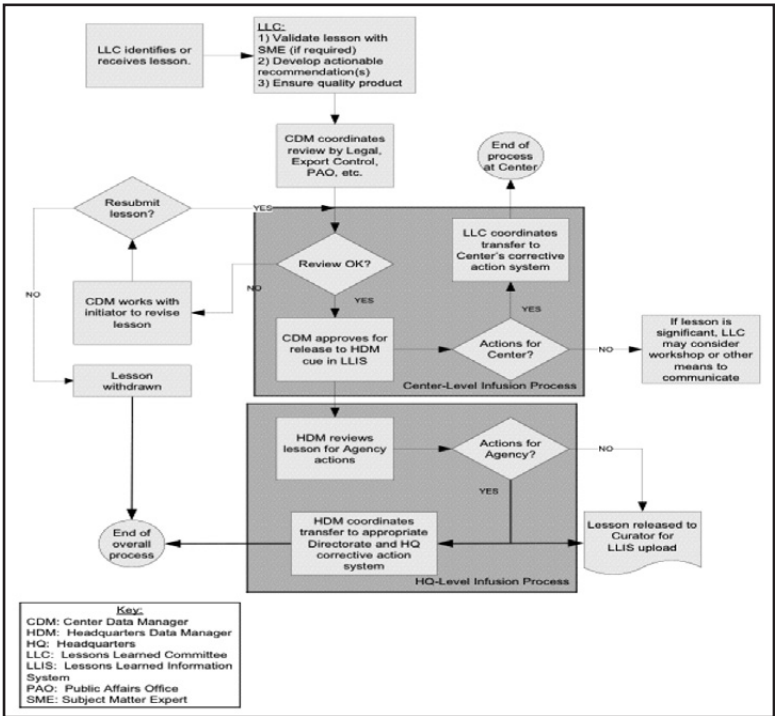 LLC identifies or
receives lesson.
LLC:
1) Validate lesson with
SME (if required)
2) Develop actionable
recommendation(s)
3) Ensure quality product
CDM coordinates
review by Legal,
Export Control,
PAO, etc.
End of
process
at Center
Resubmit
lesson?
YES
LLC coordinates
transfer to
Center's corrective
action system
Review OK?
NO
NO
YES
YES
CDM works with
initiator to revise
lesson
CDM approves for
release to HDM
cue in LLIS
Actions for
Center?
NO
If lesson is
significant, LLC
may consider
workshop or other
means to
communicate
Lesson
withdrawn
Center-Level Infusion Process
HDM reviews
lesson for Agency
actions
Actions for
Agency?
NO
YES
End of
overall
process
HDM coordinates
transfer to appropriate
Directorate and HQ
corrective action
system
Lesson released to
Curator for
LLIS upload
HQ-Level Infusion Process
Key:
CDM: Center Data Manager
HDM: Headquarters Data Manager
HQ: Headquarters
LLC: Lessons Learned Committee
LLIS: Lessons Learned Information
System
PAO: Public Affairs Office
SME: Subject Matter Expert